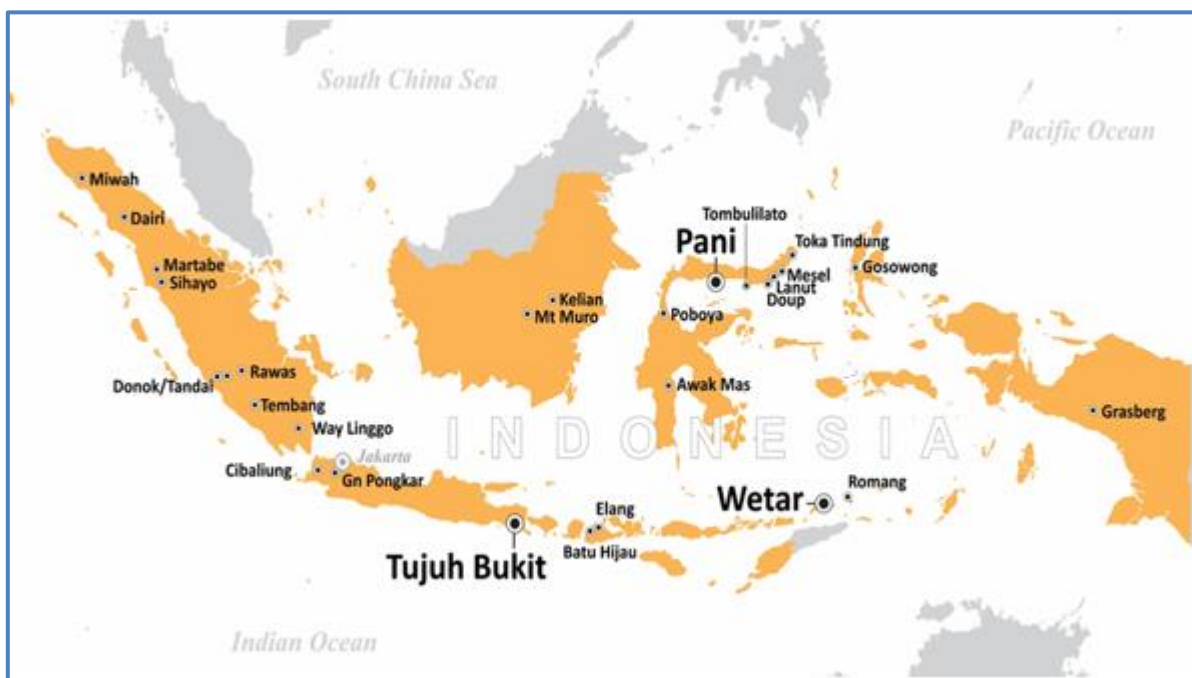 South China Sea
Pacific Ocean
Miwah
Dairi
Tombulilato
Pani
Toka Tindung
Martabe
Sihayo
Mesel
Gosowong
Lanut
Doup
Kelian
Mt Muro
Poboya
Rawas
Donok/Tandai
Awak Mas
Tembang
Grasberg
INDONESIA
Way Linggo
Jakarta
Cibaliung
Gn Pongkar
Romang
Wetar
Elang
Batu Hijau
Tujuh Bukit
Indian Ocean